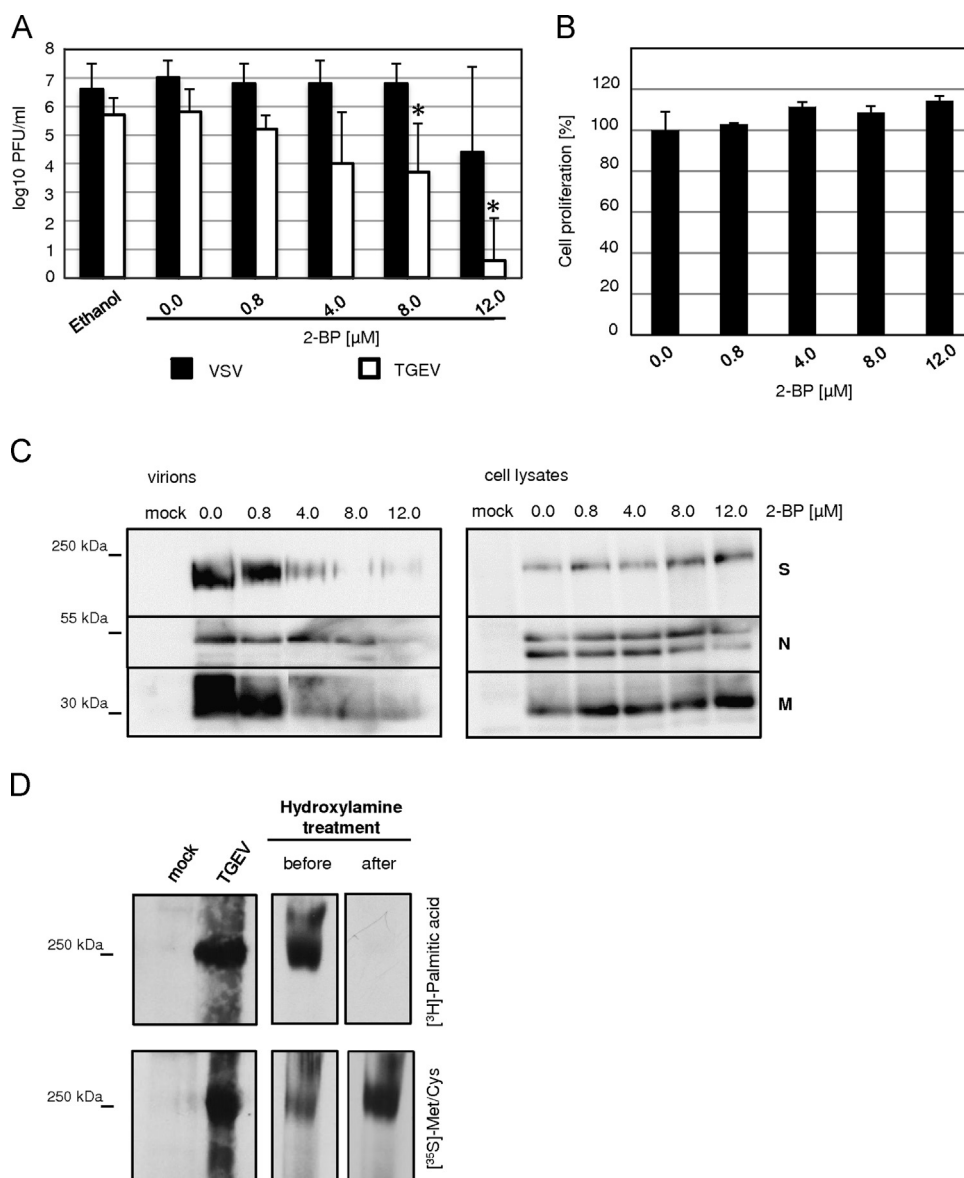 A
8
7
6
5
4
3
2
1
0
log10 PFU/ml
*
*
Ethanol
0.0
0.8
4.0
8.0
12.0
2-BP [µM]
VSV
TGEV
B
120
100
80
60
40
20
0
Cell proliferation [%]
0.0
0.8
4.0
8.0
12.0
2-BP [µM]
C
virions
mock 0.0 0.8 4.0 8.0 12.0
250 kDa
55 kDa
30 kDa
cell lysates
mock 0.0 0.8 4.0 8.0 12.0 2-BP [µM]
S
N
M
D
Hydroxylamine
treatment
mock TGEV before after
250 kDa
[³H]-Palmitic acid
250 kDa
[³⁵S]-Met/Cys